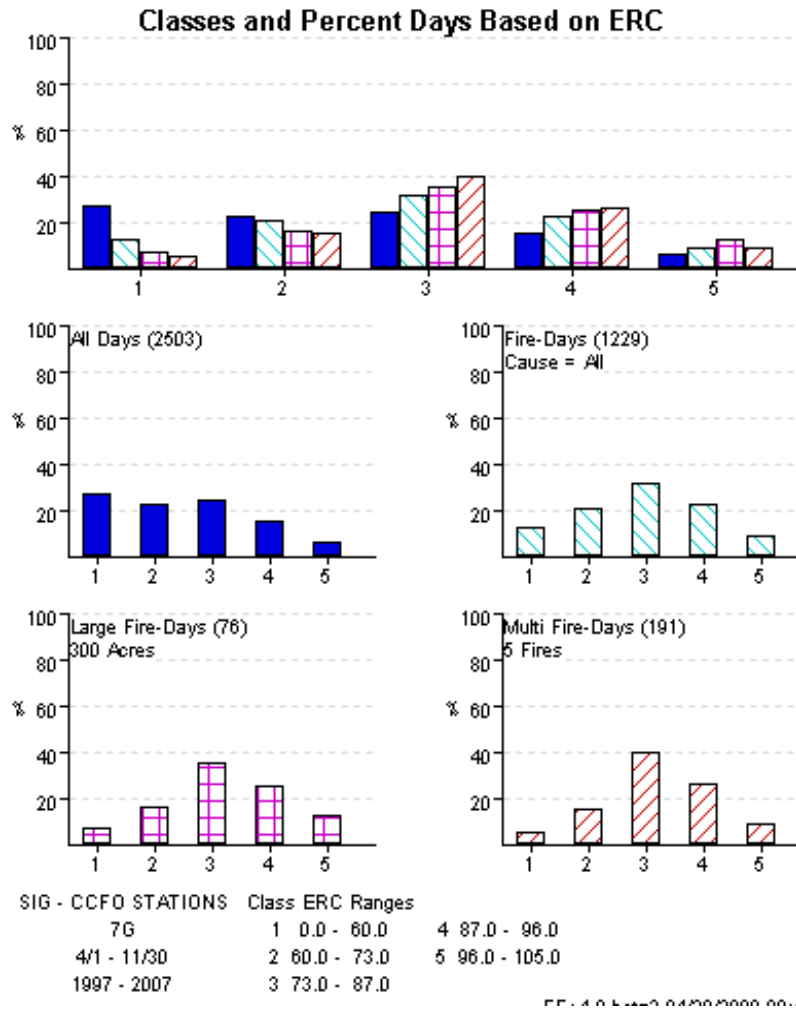 Classes and Percent Days Based on ERC
100
80
60
40
20
%
1 2 3 4 5
All Days (2503)
100
80
60
40
20
%
1 2 3 4 5
Fire-Days (1229)
Cause = All
100
80
60
40
20
%
1 2 3 4 5
Large Fire-Days (76)
300 Acres
100
80
60
40
20
%
1 2 3 4 5
Multi Fire-Days (191)
5 Fires
100
80
60
40
20
%
1 2 3 4 5
SIG - CCFO STATIONS Class ERC Ranges
7G 1 0.0 - 60.0 4 87.0 - 96.0
4/1 - 11/30 2 60.0 - 73.0 5 96.0 - 105.0
1997 - 2007 3 73.0 - 87.0